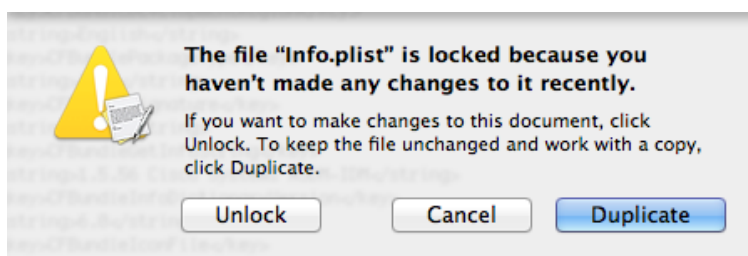 The file “Info.plist” is locked because you
haven't made any changes to it recently.
If you want to make changes to this document, click
Unlock. To keep the file unchanged and work with a copy,
click Duplicate.
Unlock
Cancel
Duplicate